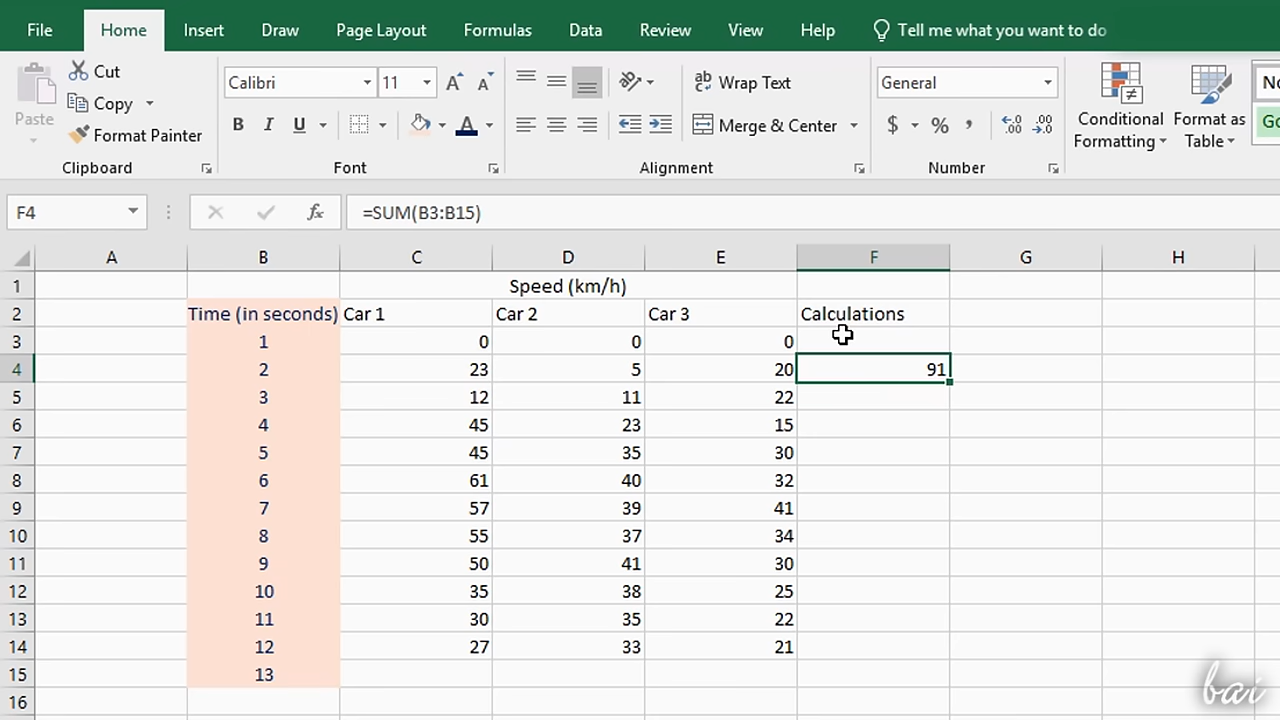 File Home Insert Draw Page Layout Formulas Data Review View Help Tell me what you want to do
Paste
Cut
Copy
Format Painter
Clipboard
Calibri 11
B I U A
Font
Wrap Text
Merge & Center
Alignment
General
$ % ,
Number
Conditional Formatting
Format as Table
F4 fx =SUM(B3:B15)
A B C D E F G H
1 Speed (km/h)
2 Time (in seconds) Car 1 Car 2 Car 3 Calculations
3 1 0 0 0
4 2 23 5 20 91
5 3 12 11 22
6 4 45 23 15
7 5 45 35 30
8 6 61 40 32
9 7 57 39 41
10 8 55 37 34
11 9 50 41 30
12 10 35 38 25
13 11 30 35 22
14 12 27 33 21
15 13
16
bai